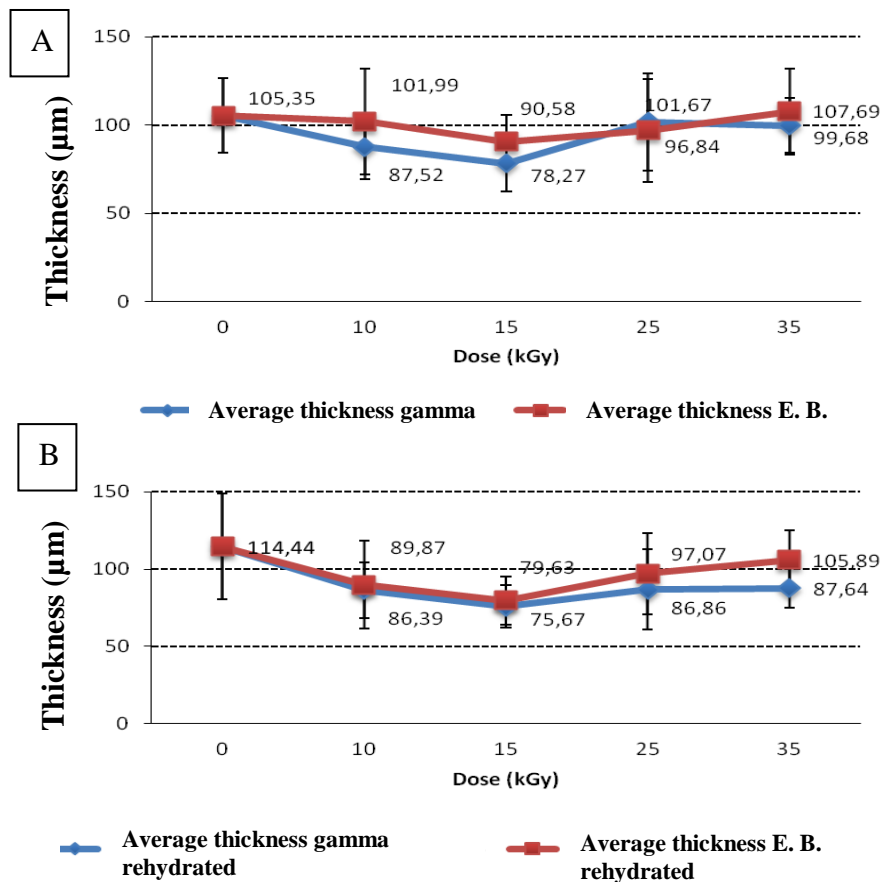 A
Thickness (µm)
150
100
50
0
105,35
101,99
90,58
101,67
107,69
87,52
78,27
96,84
99,68
0 10 15 25 35
Dose (kGy)
Average thickness gamma
Average thickness E. B.
B
Thickness (µm)
150
100
50
0
114,44
89,87
79,63
97,07
105,89
86,39
75,67
86,86
87,64
0 10 15 25 35
Dose (kGy)
Average thickness gamma
rehydrated
Average thickness E. B.
rehydrated